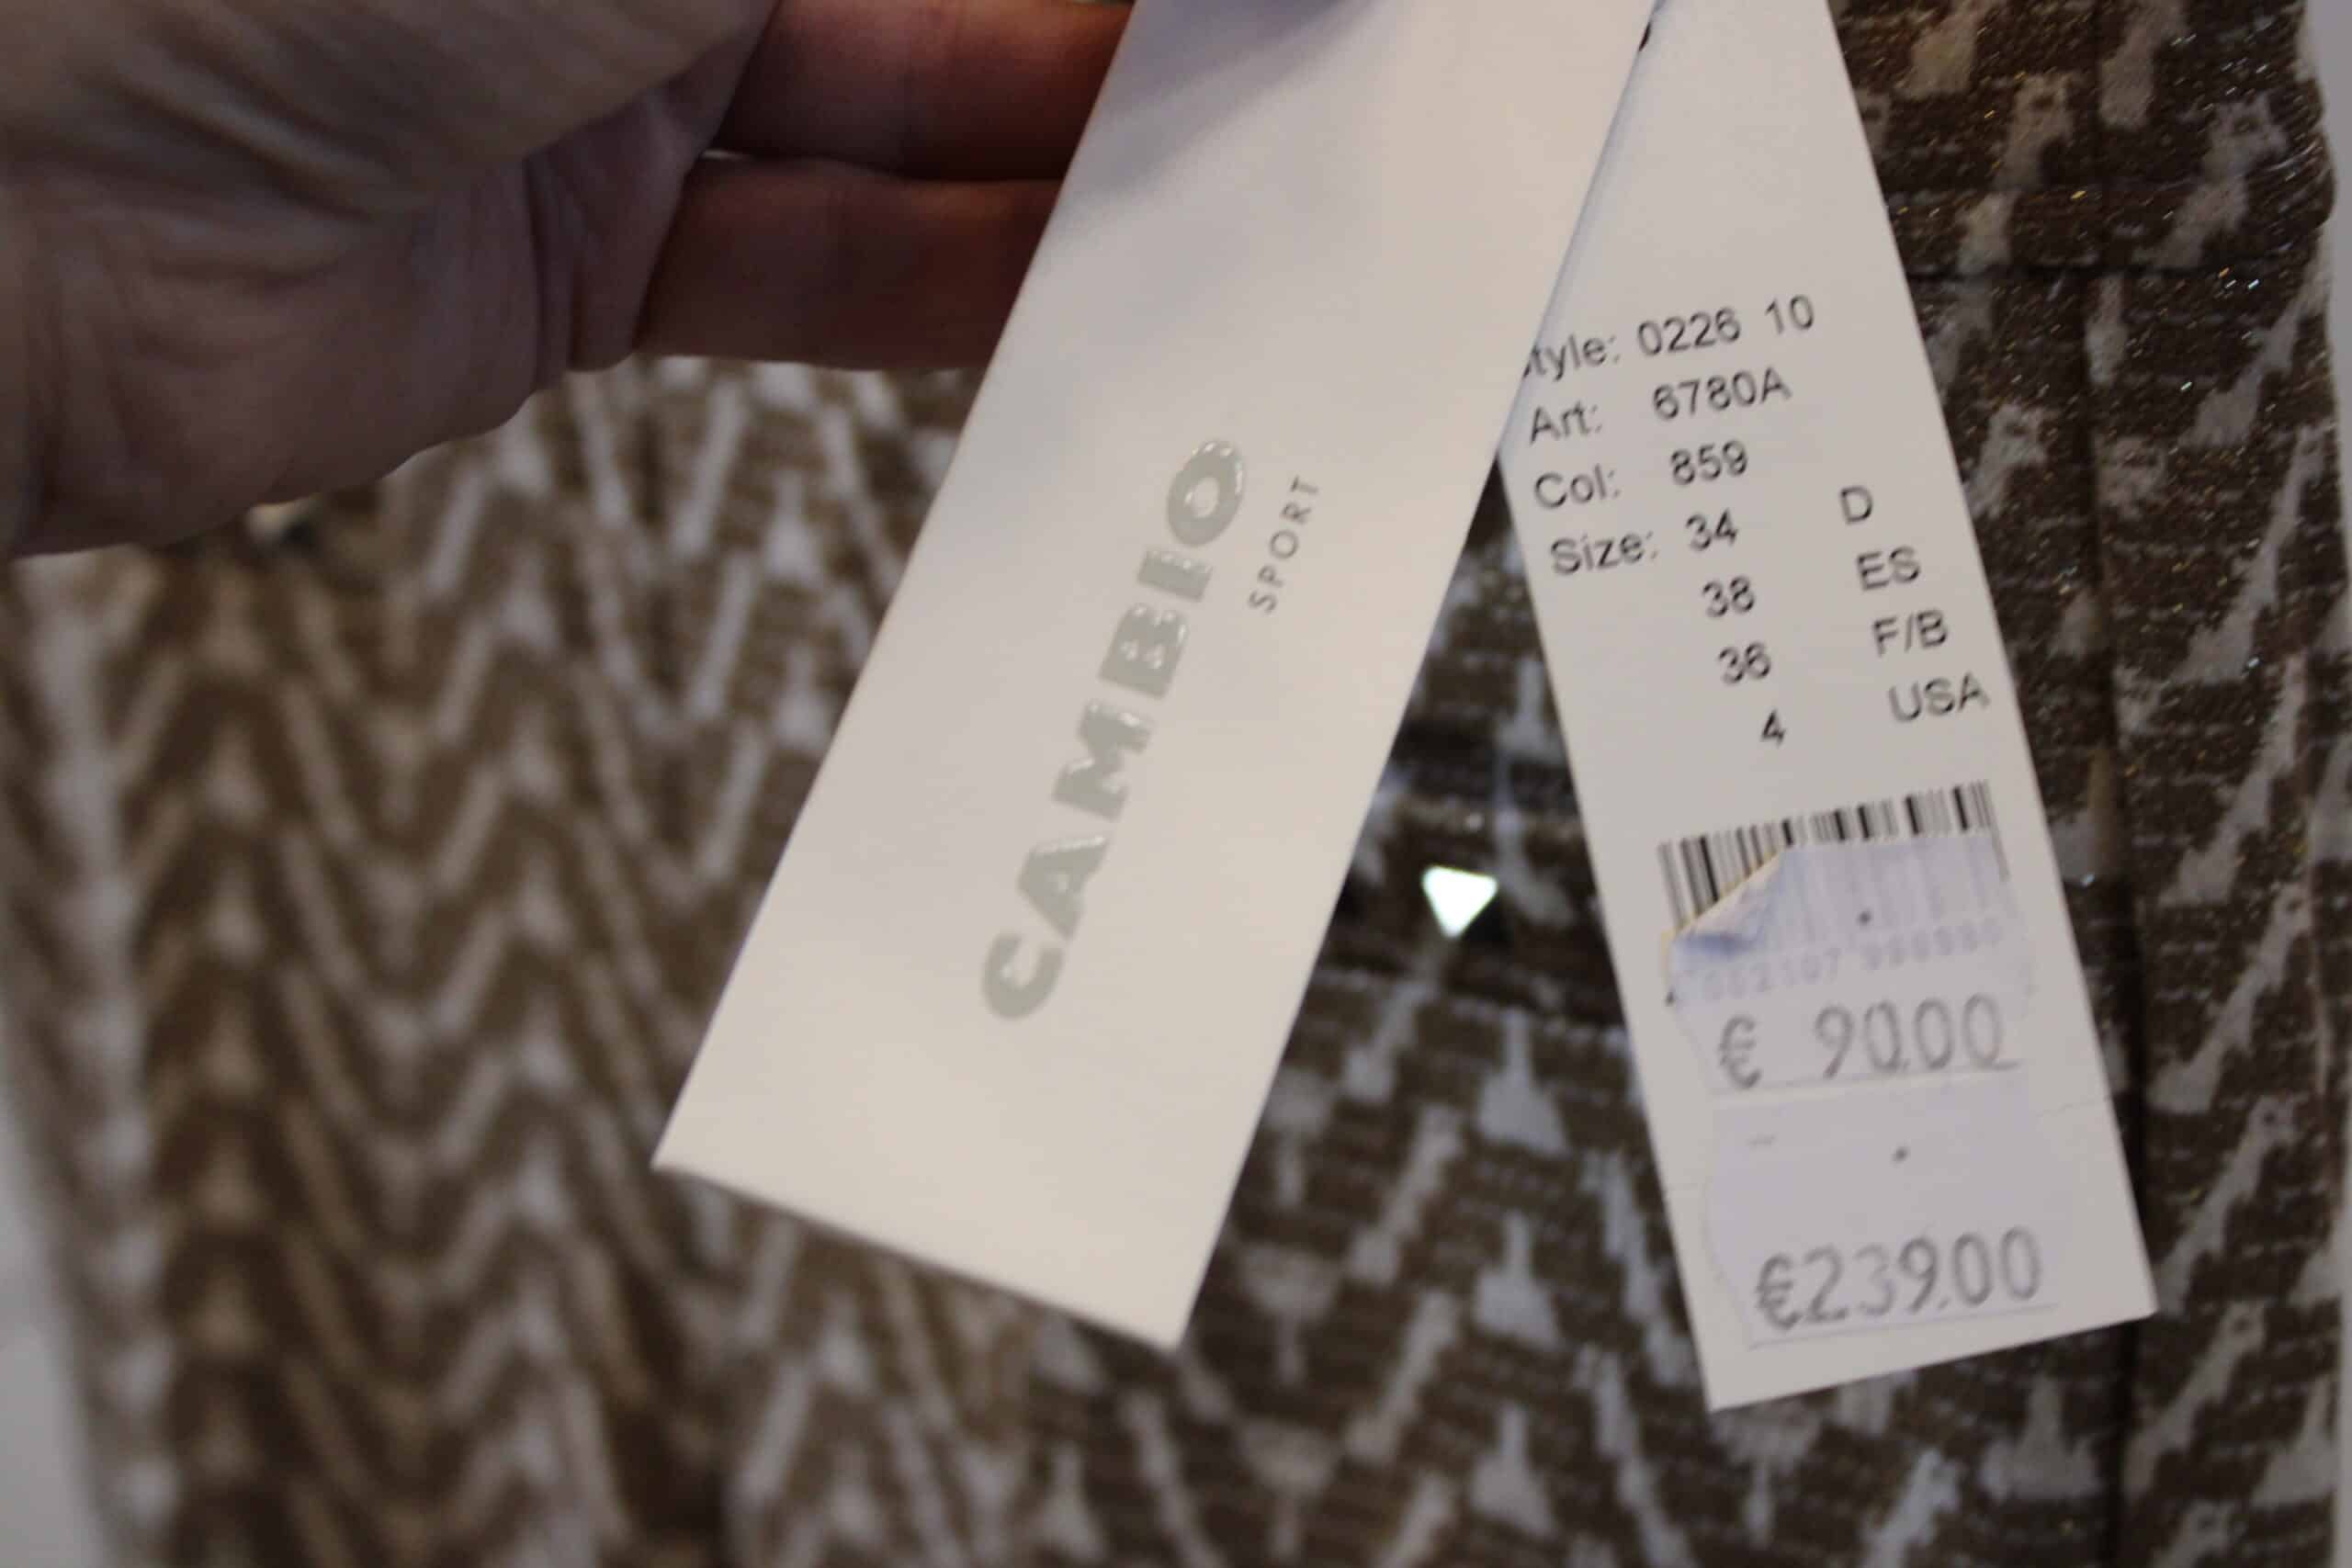 CAMBIO
SPORT
Style: 0226 10
Art: 6780A
Col: 859
Size: 34 D
38 ES
36 F/B
4 USA
€ 90.00
€239.00